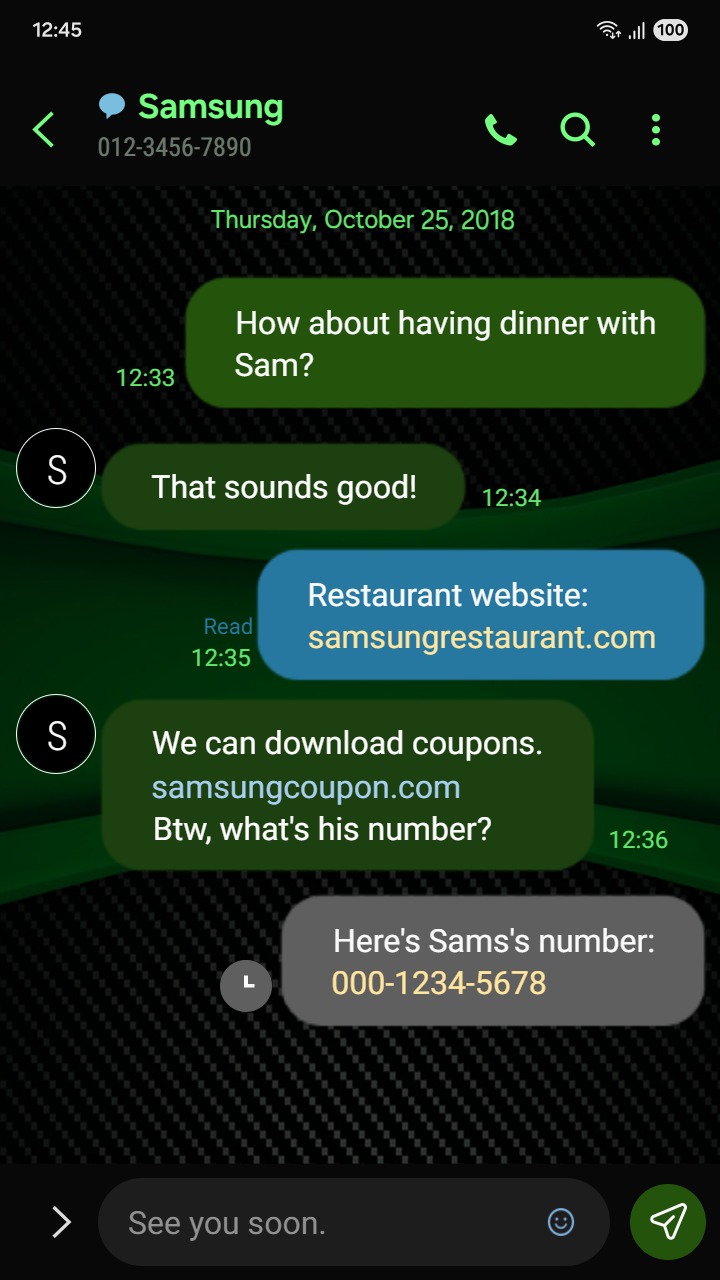 12:45
100
Samsung
012-3456-7890
Thursday, October 25, 2018
How about having dinner with
Sam?
12:33
S
That sounds good!
12:34
Restaurant website:
samsungrestaurant.com
Read
12:35
S
We can download coupons.
samsungcoupon.com
Btw, what's his number?
12:36
Here's Sams's number:
000-1234-5678
See you soon.